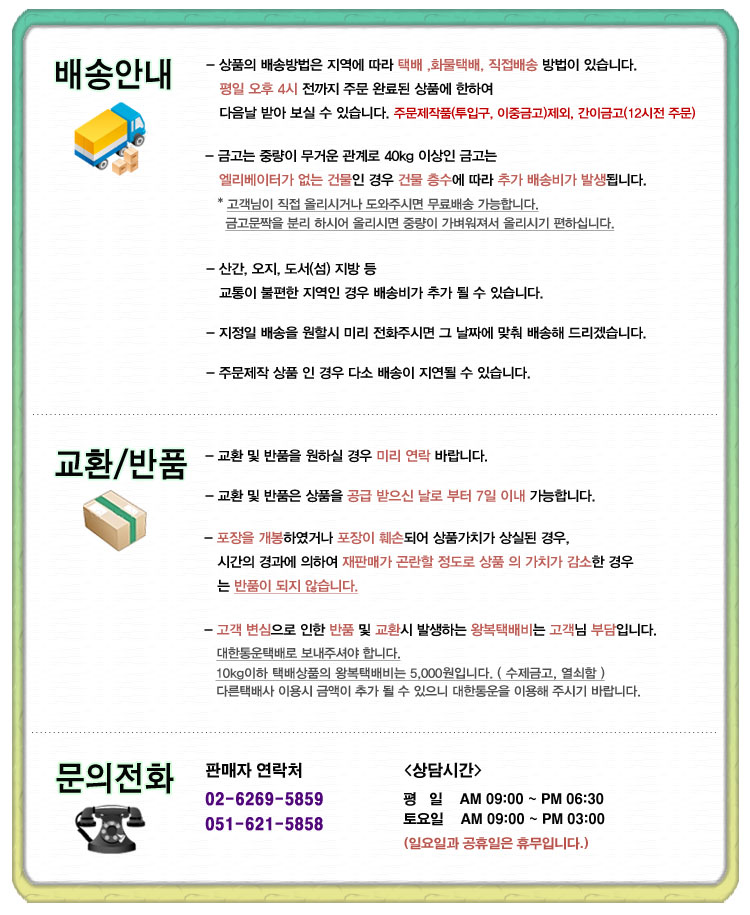 배송안내
- 상품의 배송방법은 지역에 따라 택배 ,화물택배, 직접배송 방법이 있습니다.
평일 오후 4시 전까지 주문 완료된 상품에 한하여
다음날 받아 보실 수 있습니다. 주문제작품(투입구, 이중금고)제외, 간이금고(12시전 주문)
- 금고는 중량이 무거운 관계로 40kg 이상인 금고는
엘리베이터가 없는 건물인 경우 건물 층수에 따라 추가 배송비가 발생됩니다.
* 고객님이 직접 올리시거나 도와주시면 무료배송 가능합니다.
금고문짝을 분리 하시어 올리시면 중량이 가벼워져서 올리시기 편하십니다.
- 산간, 오지, 도서(섬) 지방 등
교통이 불편한 지역인 경우 배송비가 추가 될 수 있습니다.
- 지정일 배송을 원할시 미리 전화주시면 그 날짜에 맞춰 배송해 드리겠습니다.
- 주문제작 상품 인 경우 다소 배송이 지연될 수 있습니다.
교환/반품
- 교환 및 반품을 원하실 경우 미리 연락 바랍니다.
- 교환 및 반품은 상품을 공급 받으신 날로 부터 7일 이내 가능합니다.
- 포장을 개봉하였거나 포장이 훼손되어 상품가치가 상실된 경우,
시간의 경과에 의하여 재판매가 곤란할 정도로 상품 의 가치가 감소한 경우
는 반품이 되지 않습니다.
- 고객 변심으로 인한 반품 및 교환시 발생하는 왕복택배비는 고객님 부담입니다.
대한통운택배로 보내주셔야 합니다.
10kg이하 택배상품의 왕복택배비는 5,000원입니다. ( 수제금고, 열쇠함 )
다른택배사 이용시 금액이 추가 될 수 있으니 대한통운을 이용해 주시기 바랍니다.
문의전화
판매자 연락처
02-6269-5859
051-621-5858
<상담시간>
평 일 AM 09:00 ~ PM 06:30
토요일 AM 09:00 ~ PM 03:00
(일요일과 공휴일은 휴무입니다.)